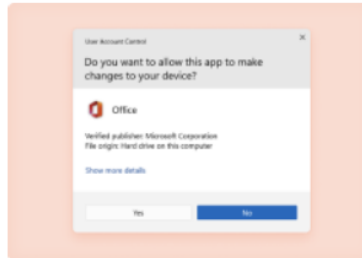 User Account Control
Do you want to allow this app to make
changes to your device?
Office
Verified publisher: Microsoft Corporation
File origin: Hard drive on this computer
Show more details
Yes
No